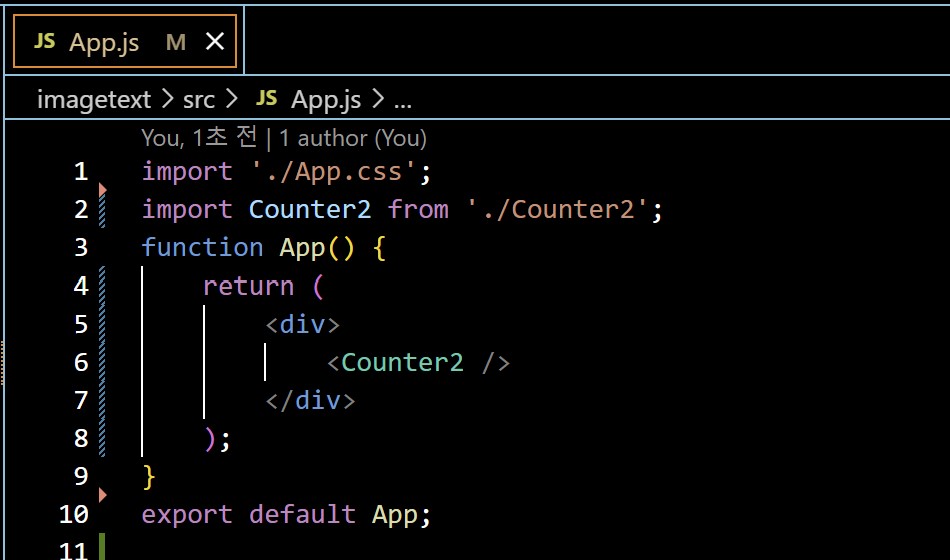 JS App.js M
imagetext > src > JS App.js > ...
You, 1초 전 | 1 author (You)
1 import './App.css';
2 import Counter2 from './Counter2';
3 function App() {
4     return (
5         <div>
6             <Counter2 />
7         </div>
8     );
9 }
10 export default App;
11